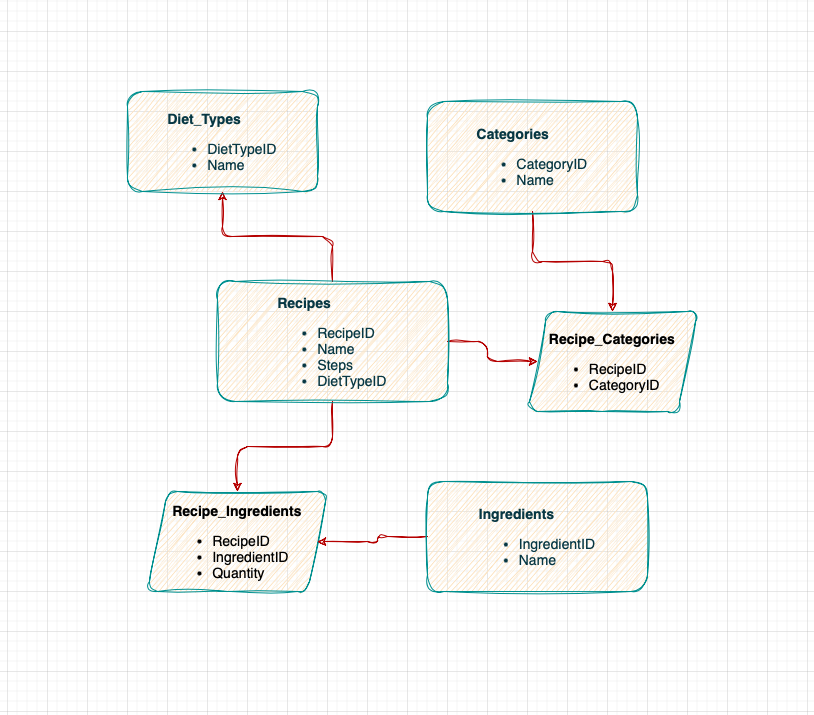 Diet_Types
• DietTypeID
• Name
Categories
• CategoryID
• Name
Recipes
• RecipeID
• Name
• Steps
• DietTypeID
Recipe_Categories
• RecipeID
• CategoryID
Recipe_Ingredients
• RecipeID
• IngredientID
• Quantity
Ingredients
• IngredientID
• Name